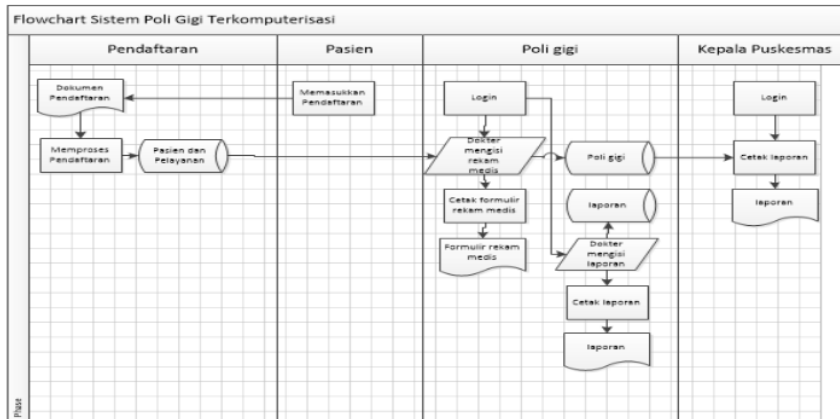 Flowchart Sistem Poli Gigi Terkomputerisasi
Pendaftaran
Pasien
Poli gigi
Kepala Puskesmas
Dokumen
Pendaftaran
Memasukkan
Pendaftaran
Login
Login
Memproses
Pendaftaran
Pasien dan
Pelayanan
Dokter
mengisi
rekam
medis
Poli gigi
Cetak laporan
Cetak formulir
rekam medis
laporan
laporan
Formulir rekam
medis
Dokter
mengisi
laporan
Cetak laporan
laporan
Phase